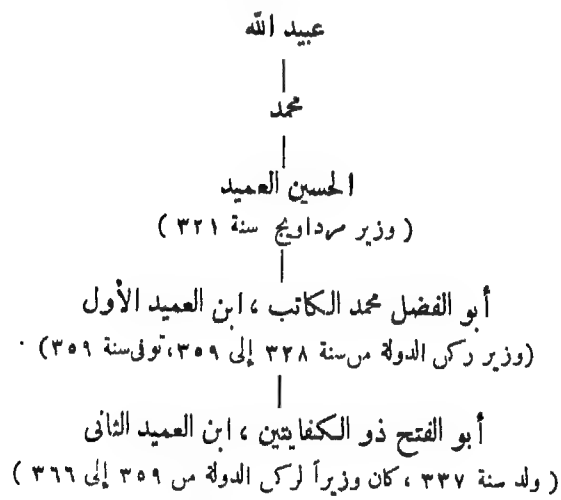 عبيد الله
محمد
الحسين العميد
( وزير مرداويج سنة ٣٢١ )
أبو الفضل محمد الكاتب ، ابن العميد الأول
(وزير ركن الدولة من سنة ٣٢٨ إلى ٣٥٩، توفى سنة ٣٥٩) .
أبو الفتح ذو الكفايتين ، ابن العميد الثانى
( ولد سنة ٣٣٧ ، كان وزيراً لركن الدولة من ٣٥٩ إلى ٣٦٦ )